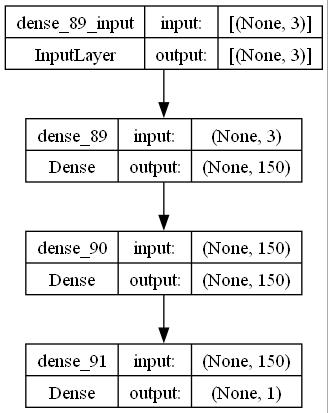 dense_89_input input: [(None, 3)]
InputLayer output: [(None, 3)]
dense_89 input: (None, 3)
Dense output: (None, 150)
dense_90 input: (None, 150)
Dense output: (None, 150)
dense_91 input: (None, 150)
Dense output: (None, 1)